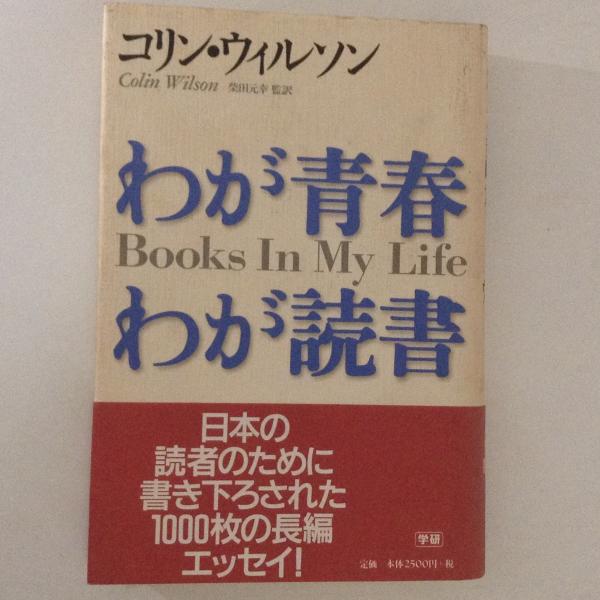 コリン・ウィルソン
Colin Wilson 柴田元幸 監訳
わが青春
Books In My Life
わが読書
日本の
読者のために
書き下ろされた
1000枚の長編
エッセイ!
学研
定価 本体2500円+税